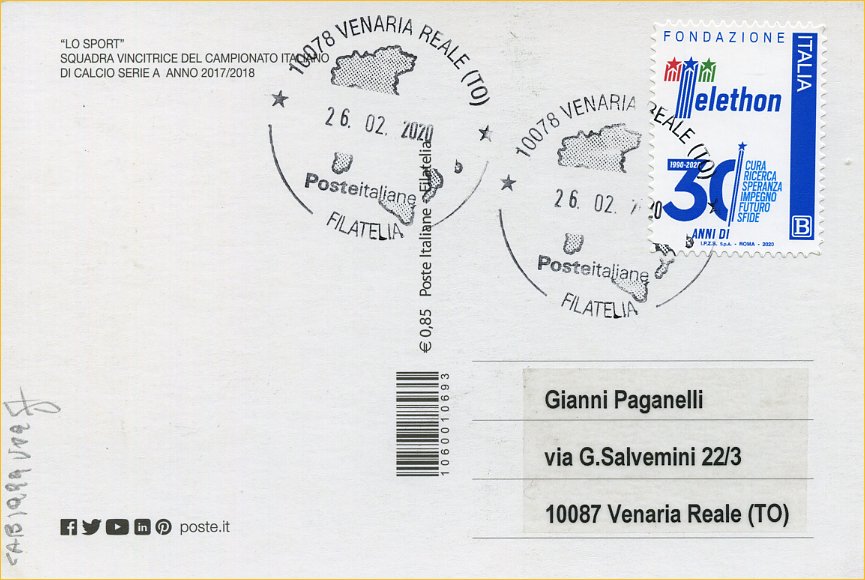 "LO SPORT"
SQUADRA VINCITRICE DEL CAMPIONATO ITALIANO
DI CALCIO SERIE A ANNO 2017/2018
10078 VENARIA REALE (TO)
26. 02. 2020
Posteitaliane
FILATELIA
10078 VENARIA REALE (TO)
26. 02. 2020
Posteitaliane
FILATELIA
FONDAZIONE
Telethon
ITALIA
1990-2020
30
ANNI DI
CURA
RICERCA
SPERANZA
IMPEGNO
FUTURO
SFIDE
B
I.P.Z.S. S.p.A. - ROMA - 2020
€ 0,85 Poste Italiane - Filatelia
1060010693
Gianni Paganelli
via G.Salvemini 22/3
10087 Venaria Reale (TO)
poste.it